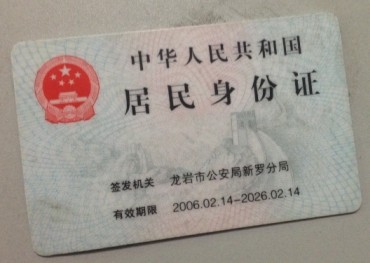 中华人民共和国
居民身份证
签发机关 龙岩市公安局新罗分局
有效期限 2006.02.14-2026.02.14